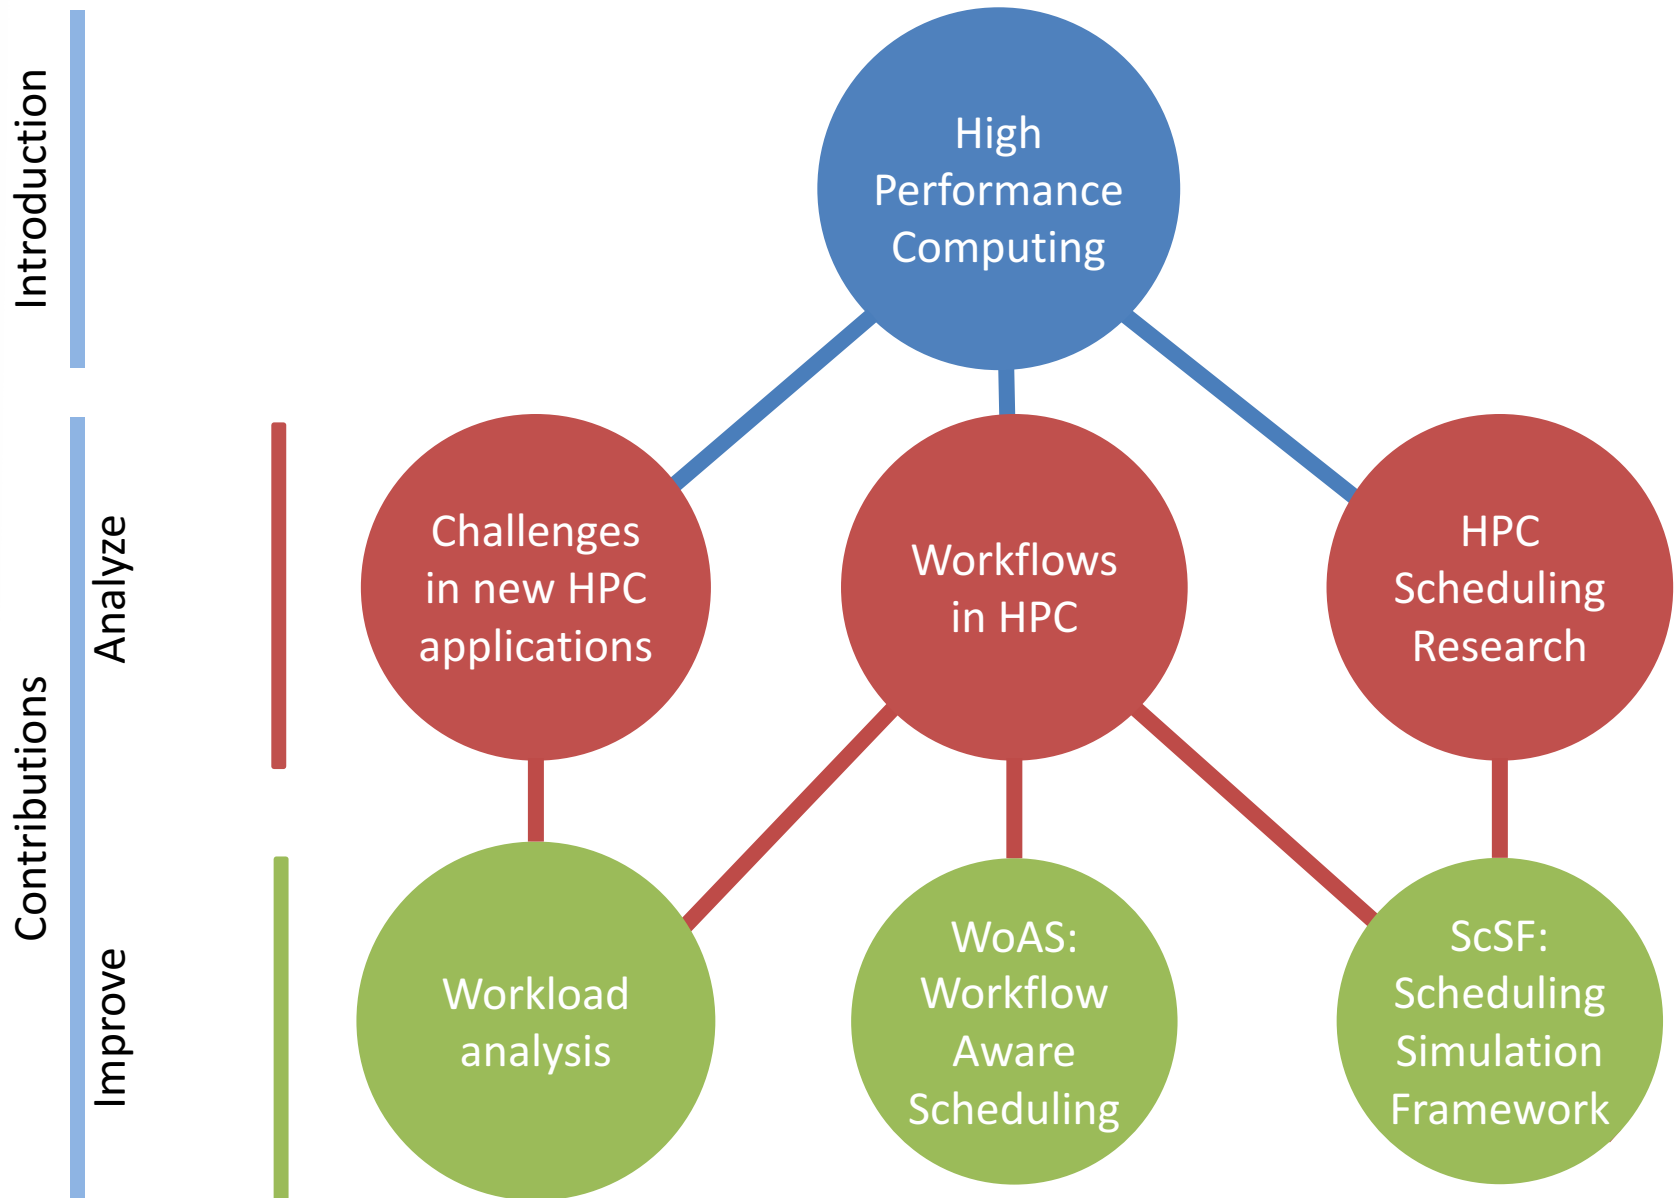 Introduction
High
Performance
Computing
Contributions
Analyze
Challenges
in new HPC
applications
Workflows
in HPC
HPC
Scheduling
Research
Improve
Workload
analysis
WoAS:
Workflow
Aware
Scheduling
ScSF:
Scheduling
Simulation
Framework